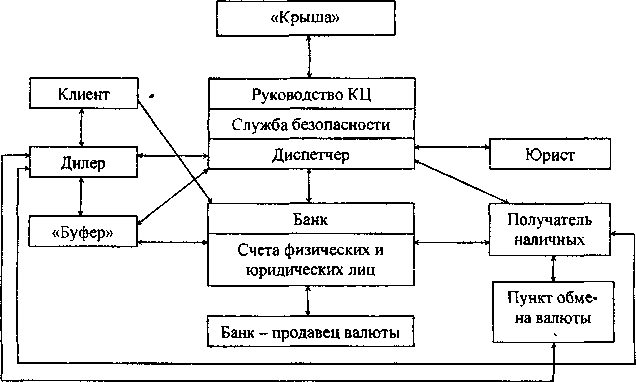 «Крыша»
Клиент
Руководство КЦ
Служба безопасности
Дилер
Диспетчер
Юрист
«Буфер»
Банк
Получатель
наличных
Счета физических и
юридических лиц
Пункт обме-
на валюты
Банк – продавец валюты